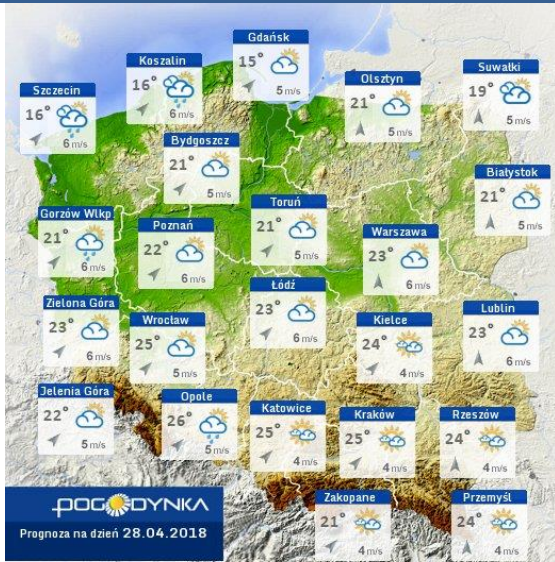 Gdańsk
15°
5 m/s
Koszalin
16°
6 m/s
Suwałki
19°
5 m/s
Olsztyn
21°
5 m/s
Szczecin
16°
6 m/s
Bydgoszcz
21°
5 m/s
Białystok
21°
5 m/s
Toruń
21°
5 m/s
Gorzów Wlkp
21°
6 m/s
Poznań
22°
6 m/s
Warszawa
23°
6 m/s
Łódź
23°
6 m/s
Zielona Góra
23°
6 m/s
Lublin
23°
6 m/s
Wrocław
25°
5 m/s
Kielce
24°
4 m/s
Jelenia Góra
22°
5 m/s
Opole
26°
5 m/s
Katowice
25°
4 m/s
Kraków
25°
4 m/s
Rzeszów
24°
4 m/s
Zakopane
21°
4 m/s
Przemyśl
24°
4 m/s
POGODYNKA
Prognoza na dzień 28.04.2018